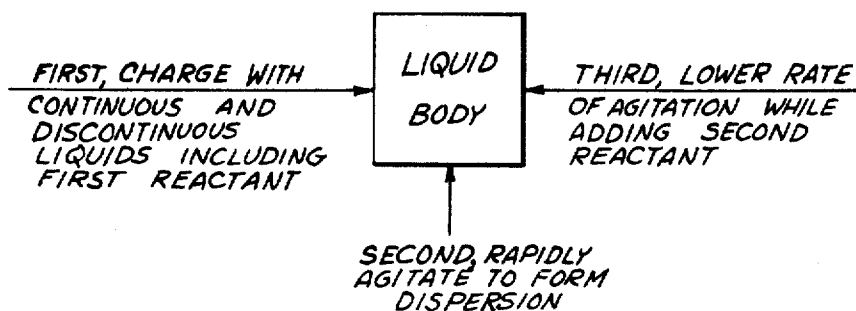 FIRST, CHARGE WITH
CONTINUOUS AND
DISCONTINUOUS
LIQUIDS INCLUDING
FIRST REACTANT
LIQUID
BODY
THIRD, LOWER RATE
OF AGITATION WHILE
ADDING SECOND
REACTANT
SECOND, RAPIDLY
AGITATE TO FORM
DISPERSION